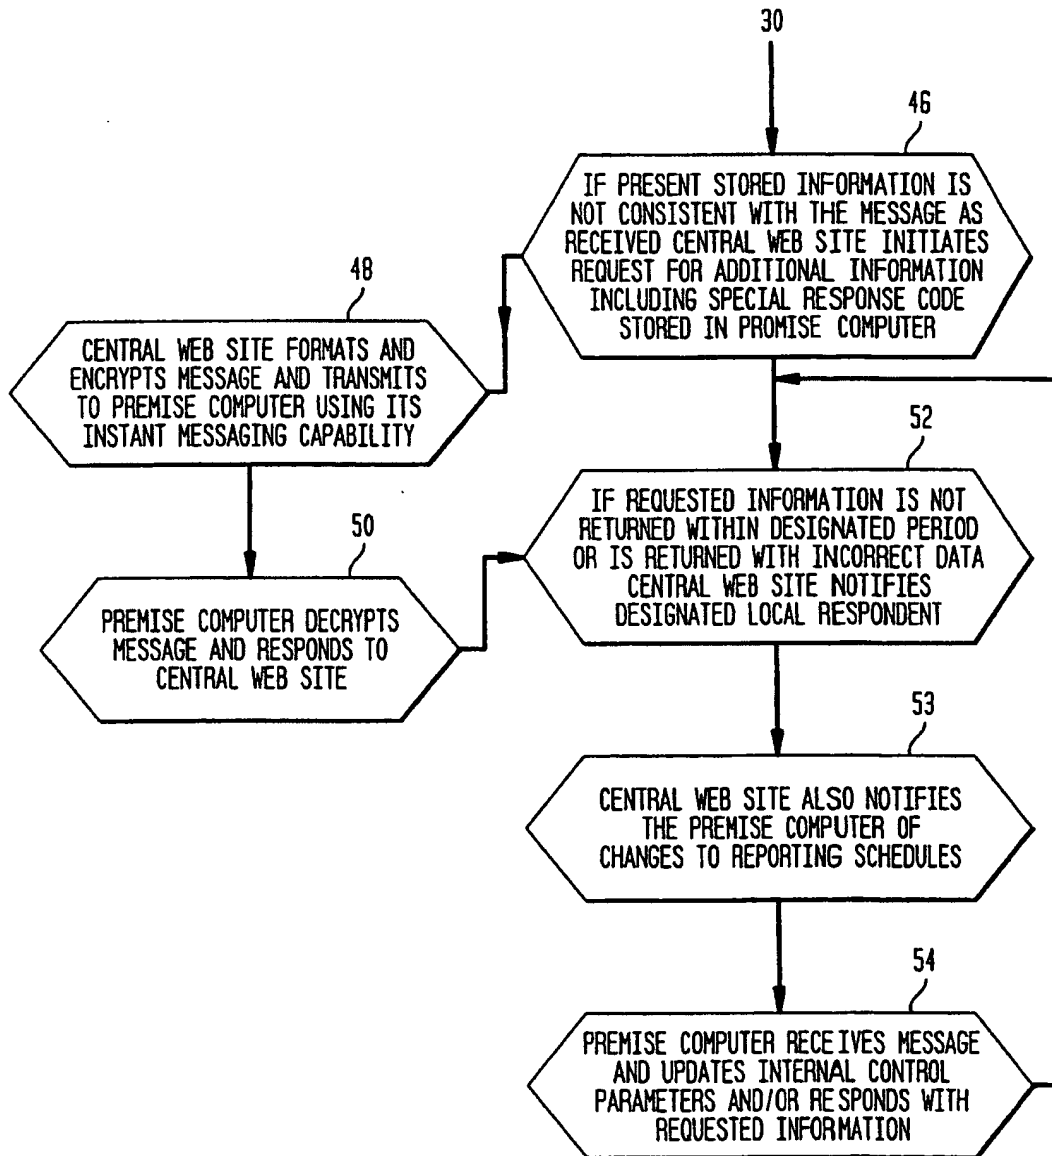 30
46
IF PRESENT STORED INFORMATION IS
NOT CONSISTENT WITH THE MESSAGE AS
RECEIVED CENTRAL WEB SITE INITIATES
REQUEST FOR ADDITIONAL INFORMATION
INCLUDING SPECIAL RESPONSE CODE
STORED IN PROMISE COMPUTER
48
CENTRAL WEB SITE FORMATS AND
ENCRYPTS MESSAGE AND TRANSMITS
TO PREMISE COMPUTER USING ITS
INSTANT MESSAGING CAPABILITY
50
PREMISE COMPUTER DECRYPTS
MESSAGE AND RESPONDS TO
CENTRAL WEB SITE
52
IF REQUESTED INFORMATION IS NOT
RETURNED WITHIN DESIGNATED PERIOD
OR IS RETURNED WITH INCORRECT DATA
CENTRAL WEB SITE NOTIFIES
DESIGNATED LOCAL RESPONDENT
53
CENTRAL WEB SITE ALSO NOTIFIES
THE PREMISE COMPUTER OF
CHANGES TO REPORTING SCHEDULES
54
PREMISE COMPUTER RECEIVES MESSAGE
AND UPDATES INTERNAL CONTROL
PARAMETERS AND/OR RESPONDS WITH
REQUESTED INFORMATION